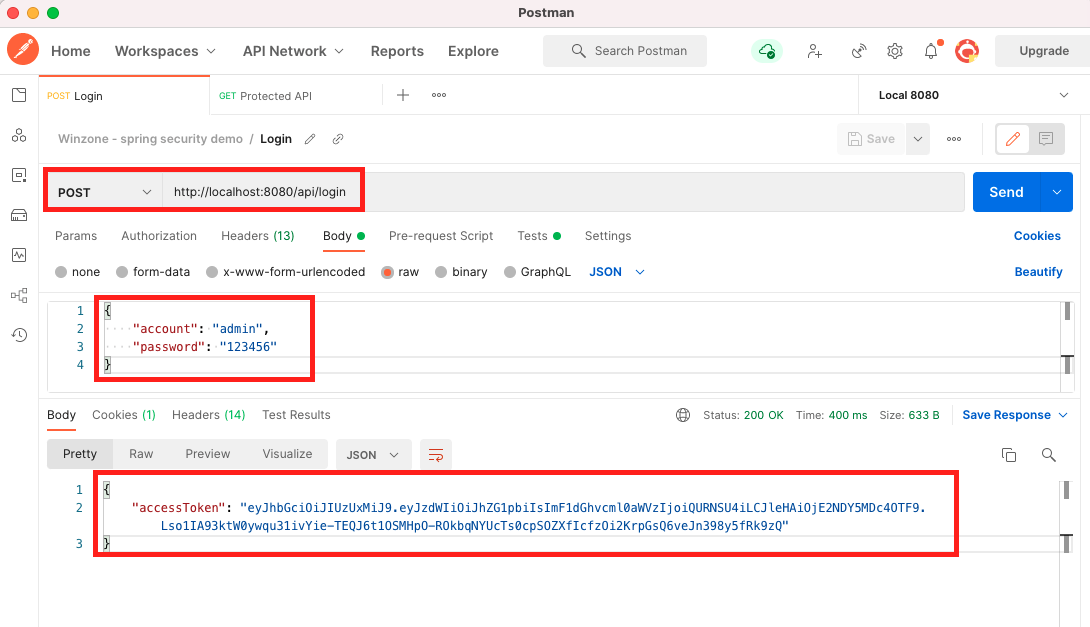 Postman
Home Workspaces API Network Reports Explore Search Postman Upgrade
POST Login GET Protected API Local 8080
Winzone - spring security demo / Login Save
POST http://localhost:8080/api/login Send
Params Authorization Headers (13) Body Pre-request Script Tests Settings Cookies
none form-data x-www-form-urlencoded raw binary GraphQL JSON Beautify
1 {
2 "account": "admin",
3 "password": "123456"
4 }
Body Cookies (1) Headers (14) Test Results Status: 200 OK Time: 400 ms Size: 633 B Save Response
Pretty Raw Preview Visualize JSON
1 {
2 "accessToken": "eyJhbGciOiJIUzUxMiJ9.eyJzdWIiOiJhZG1pbiIsImF1dGhvcml0aWVzIjoiQURNSU4iLCJleHAiOjE2NDY5MDc4OTF9.
Lso1IA93ktW0ywqu31ivYie-TEQJ6t1OSMHpO-ROkbqNYUcTs0cpSOZXfIcfzOi2KrpGsQ6veJn398y5fRk9zQ"
3 }